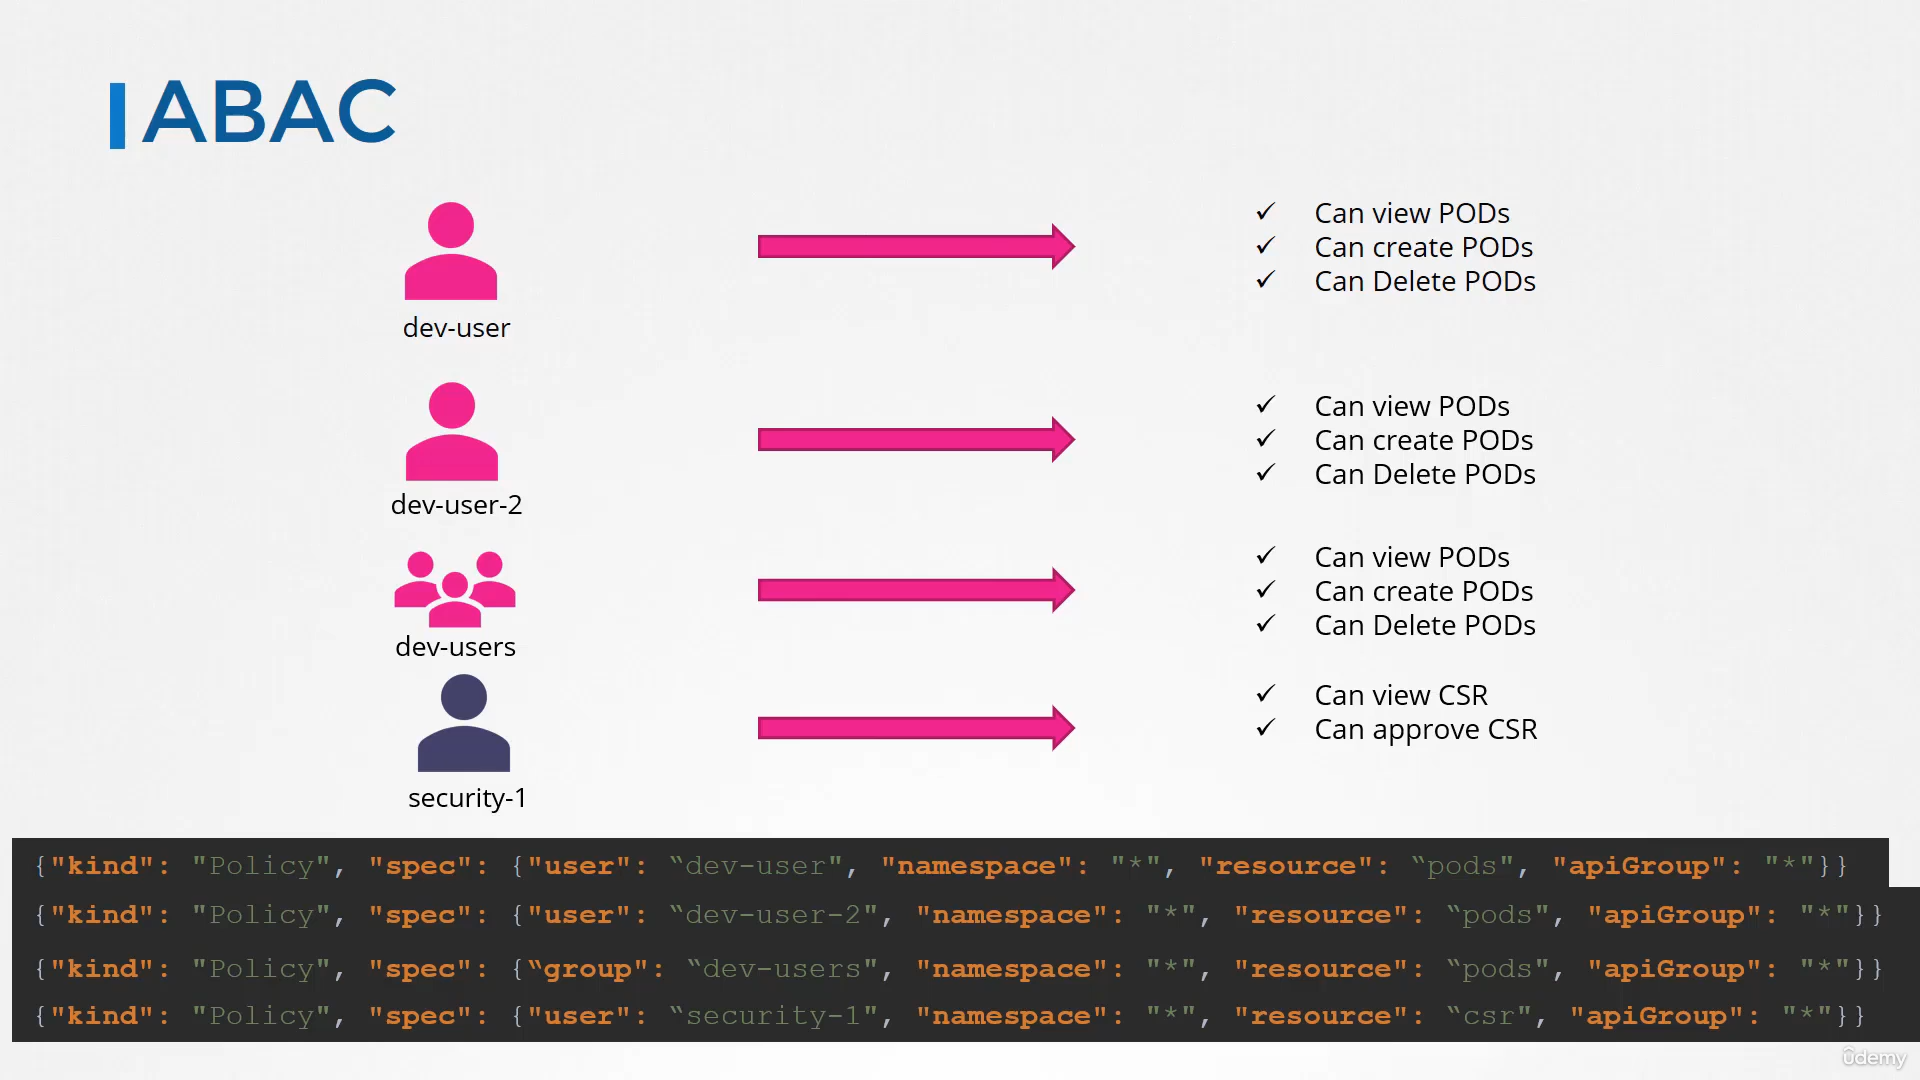 ABAC
dev-user
✓ Can view PODs
✓ Can create PODs
✓ Can Delete PODs
dev-user-2
✓ Can view PODs
✓ Can create PODs
✓ Can Delete PODs
dev-users
✓ Can view PODs
✓ Can create PODs
✓ Can Delete PODs
security-1
✓ Can view CSR
✓ Can approve CSR
{"kind": "Policy", "spec": {"user": “dev-user", "namespace": "*", "resource": “pods", "apiGroup": "*"}}
{"kind": "Policy", "spec": {"user": “dev-user-2", "namespace": "*", "resource": “pods", "apiGroup": "*"}}
{"kind": "Policy", "spec": {“group": “dev-users", "namespace": "*", "resource": “pods", "apiGroup": "*"}}
{"kind": "Policy", "spec": {"user": “security-1", "namespace": "*", "resource": “csr", "apiGroup": "*"}}
ûdemy